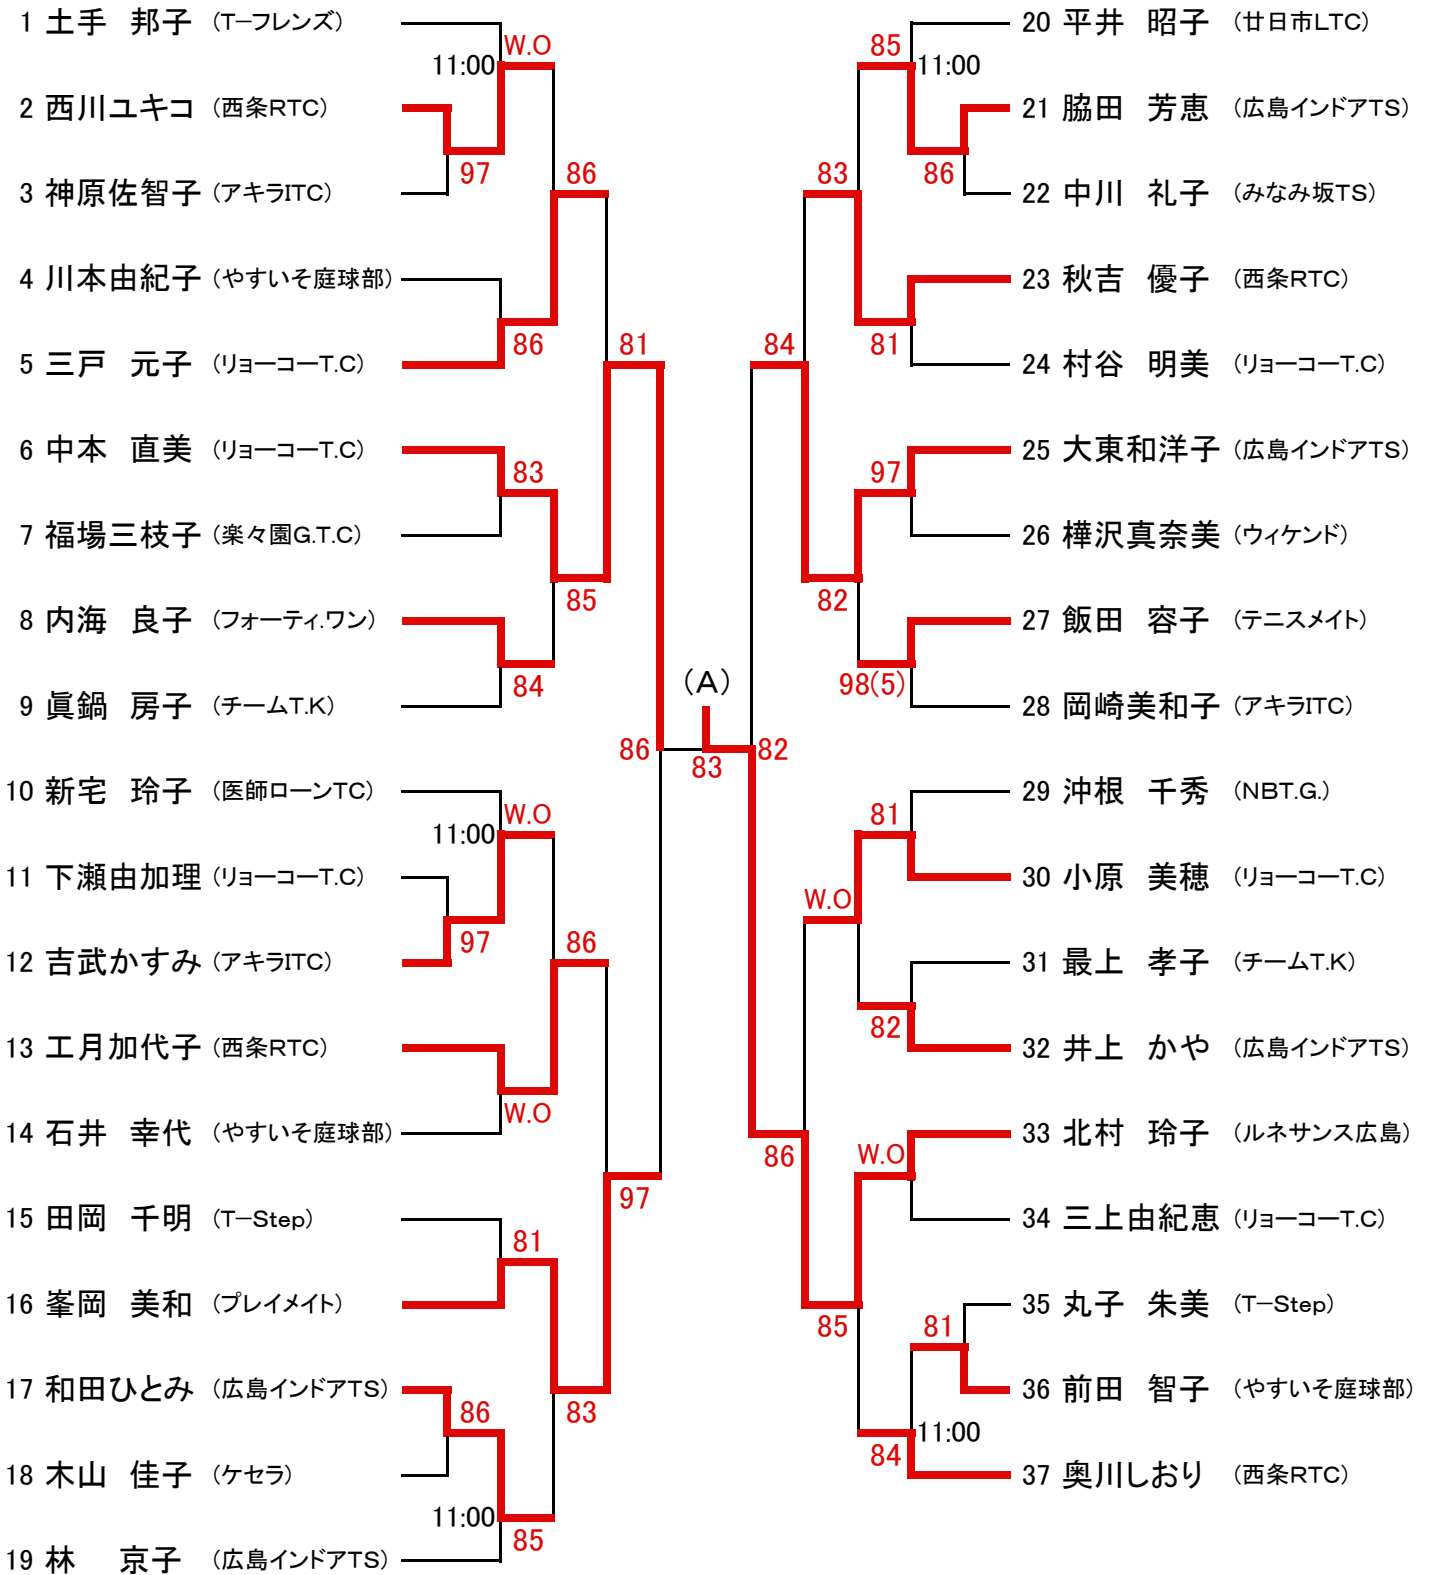 1 土手　邦子 (T-フレンズ)
W.O
11:00
2 西川ユキコ (西条RTC)
97
3 神原佐智子 (アキラITC)
86
4 川本由紀子 (やすいそ庭球部)
86
5 三戸　元子 (リョーコーT.C)
81
6 中本　直美 (リョーコーT.C)
83
7 福場三枝子 (楽々園G.T.C)
85
8 内海　良子 (フォーティ.ワン)
84
9 眞鍋　房子 (チームT.K)
86
10 新宅　玲子 (医師ローンTC)
W.O
11:00
11 下瀬由加理 (リョーコーT.C)
97
12 吉武かすみ (アキラITC)
86
13 工月加代子 (西条RTC)
W.O
14 石井　幸代 (やすいそ庭球部)
97
15 田岡　千明 (T-Step)
81
16 峯岡　美和 (プレイメイト)
17 和田ひとみ (広島インドアTS)
86
83
18 木山　佳子 (ケセラ)
11:00
85
19 林　京子 (広島インドアTS)
(A)
83
20 平井　昭子 (廿日市LTC)
85
11:00
21 脇田　芳恵 (広島インドアTS)
86
83
22 中川　礼子 (みなみ坂TS)
23 秋吉　優子 (西条RTC)
81
84
24 村谷　明美 (リョーコーT.C)
25 大東和洋子 (広島インドアTS)
97
26 樺沢真奈美 (ウィケンド)
82
27 飯田　容子 (テニスメイト)
98(5)
28 岡崎美和子 (アキラITC)
82
29 沖根　千秀 (NBT.G.)
81
30 小原　美穂 (リョーコーT.C)
W.O
31 最上　孝子 (チームT.K)
82
32 井上　かや (広島インドアTS)
33 北村　玲子 (ルネサンス広島)
86
W.O
34 三上由紀恵 (リョーコーT.C)
35 丸子　朱美 (T-Step)
85
81
36 前田　智子 (やすいそ庭球部)
11:00
84
37 奥川しおり (西条RTC)